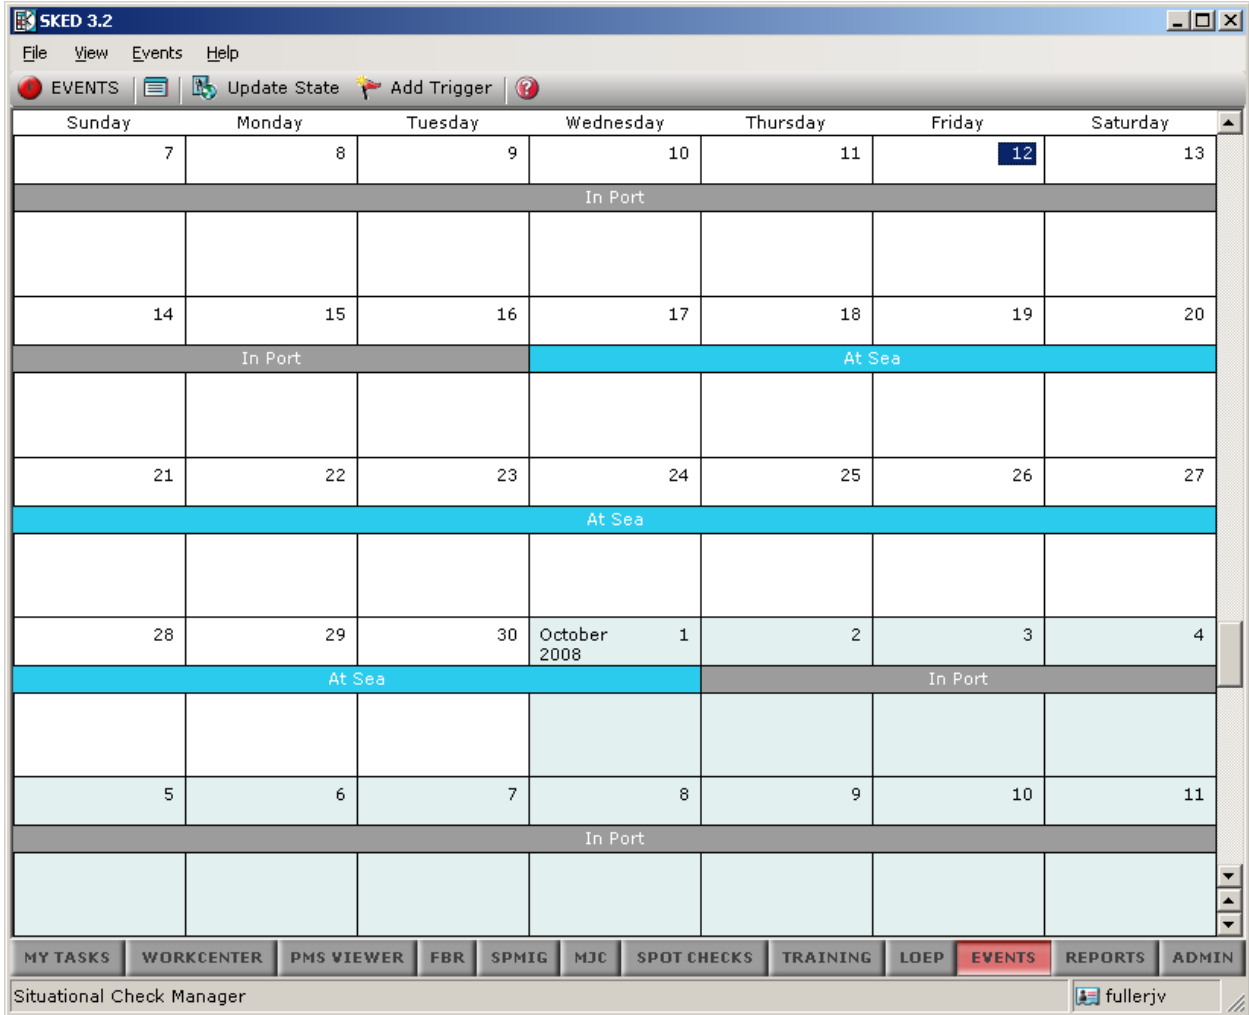 SKED 3.2
File View Events Help
EVENTS Update State Add Trigger
Sunday Monday Tuesday Wednesday Thursday Friday Saturday
7 8 9 10 11 12 13
In Port
14 15 16 17 18 19 20
In Port At Sea
21 22 23 24 25 26 27
At Sea
28 29 30 October 1 2 3 4
2008
At Sea In Port
5 6 7 8 9 10 11
In Port
MY TASKS WORKCENTER PMS VIEWER FBR SPMIG MJC SPOT CHECKS TRAINING LOEP EVENTS REPORTS ADMIN
Situational Check Manager fullerjv